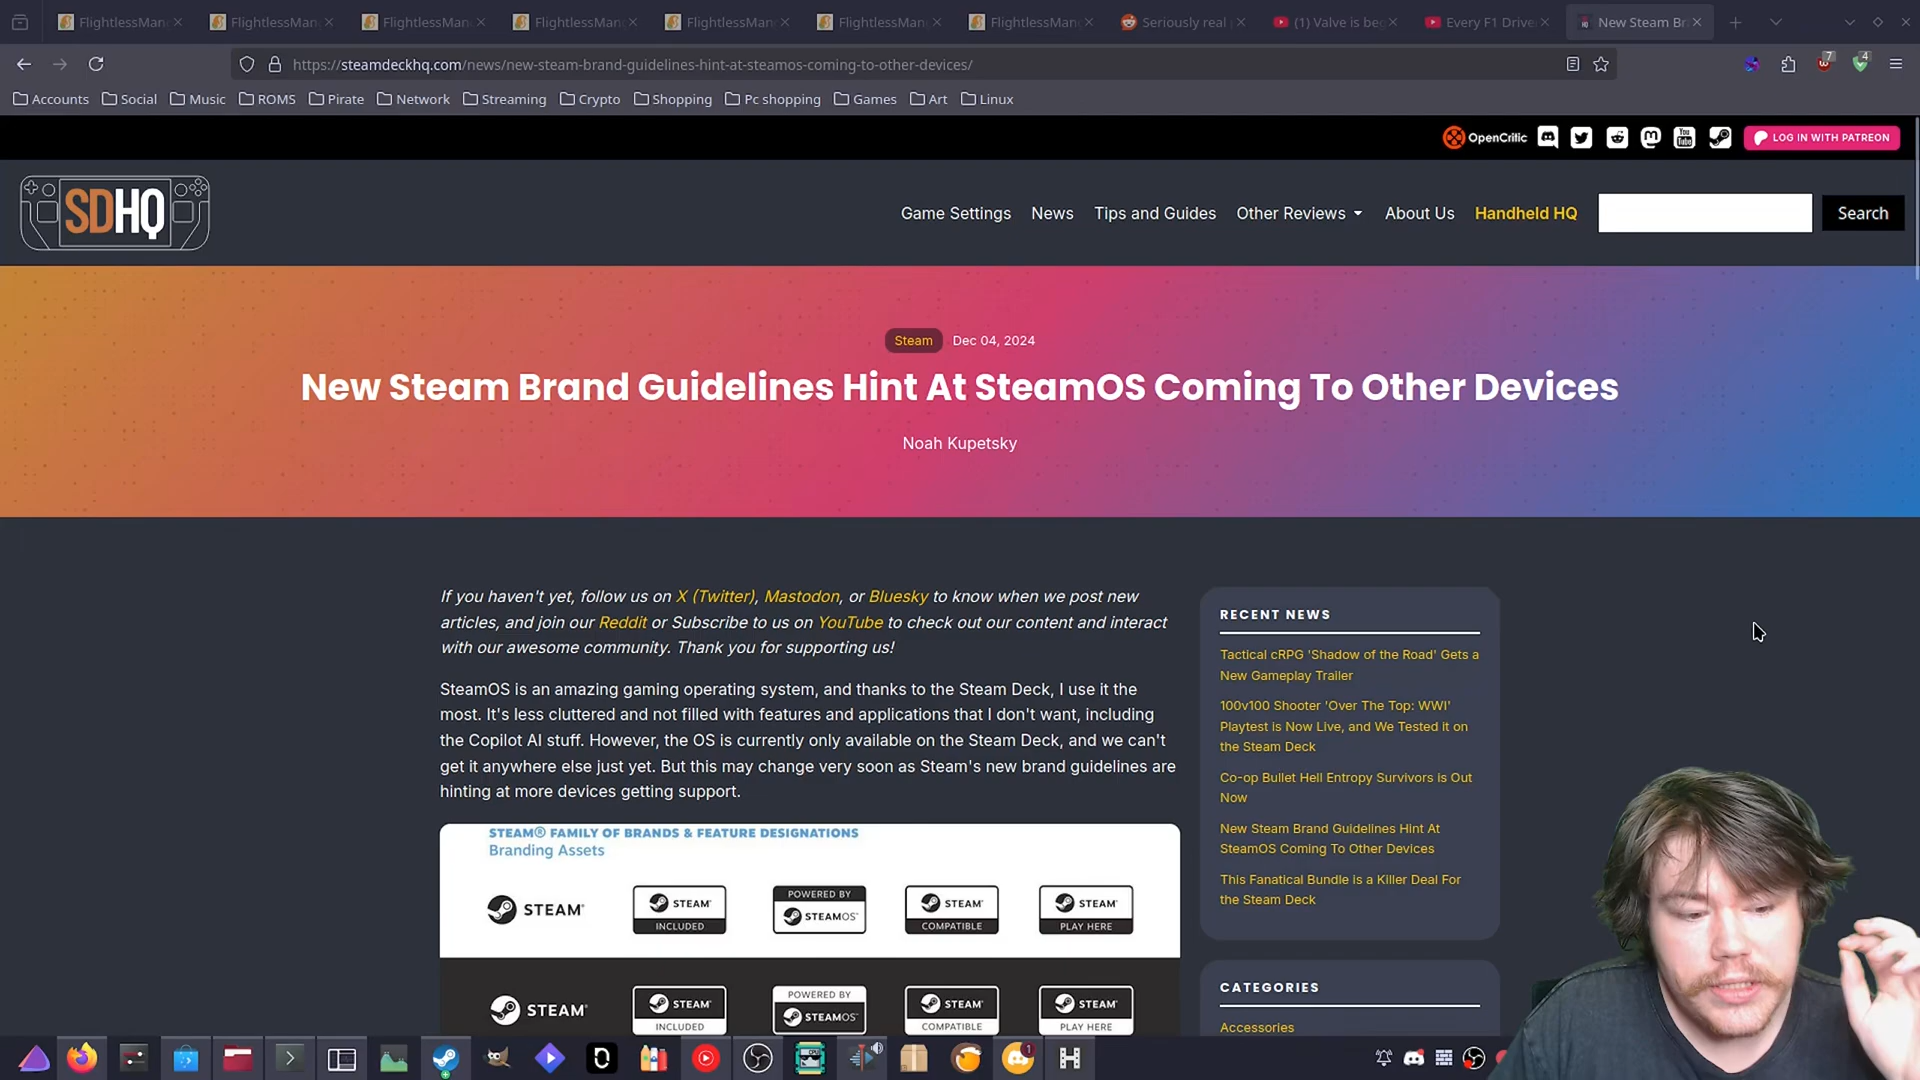 FlightlessMang
FlightlessMang
FlightlessMang
FlightlessMang
FlightlessMang
FlightlessMang
FlightlessMang
Seriously real
(1) Valve is beg
Every F1 Drive
New Steam Br
https://steamdeckhq.com/news/new-steam-brand-guidelines-hint-at-steamos-coming-to-other-devices/
7
4
Accounts
Social
Music
ROMS
Pirate
Network
Streaming
Crypto
Shopping
Pc shopping
Games
Art
Linux
OpenCritic
You Tube
LOG IN WITH PATREON
SDHQ
Game Settings
News
Tips and Guides
Other Reviews
About Us
Handheld HQ
Search
Steam
Dec 04, 2024
New Steam Brand Guidelines Hint At SteamOS Coming To Other Devices
Noah Kupetsky
If you haven't yet, follow us on X (Twitter), Mastodon, or Bluesky to know when we post new
articles, and join our Reddit or Subscribe to us on YouTube to check out our content and interact
with our awesome community. Thank you for supporting us!
SteamOS is an amazing gaming operating system, and thanks to the Steam Deck, I use it the
most. It's less cluttered and not filled with features and applications that I don't want, including
the Copilot AI stuff. However, the OS is currently only available on the Steam Deck, and we can't
get it anywhere else just yet. But this may change very soon as Steam's new brand guidelines are
hinting at more devices getting support.
STEAM® FAMILY OF BRANDS & FEATURE DESIGNATIONS
Branding Assets
STEAM
STEAM
INCLUDED
POWERED BY
STEAMOS
STEAM
COMPATIBLE
STEAM
PLAY HERE
STEAM
STEAM
INCLUDED
POWERED BY
STEAMOS
STEAM
COMPATIBLE
STEAM
PLAY HERE
RECENT NEWS
Tactical cRPG 'Shadow of the Road' Gets a
New Gameplay Trailer
100v100 Shooter 'Over The Top: WWI'
Playtest is Now Live, and We Tested it on
the Steam Deck
Co-op Bullet Hell Entropy Survivors is Out
Now
New Steam Brand Guidelines Hint At
SteamOS Coming To Other Devices
This Fanatical Bundle is a Killer Deal For
the Steam Deck
CATEGORIES
Accessories
1